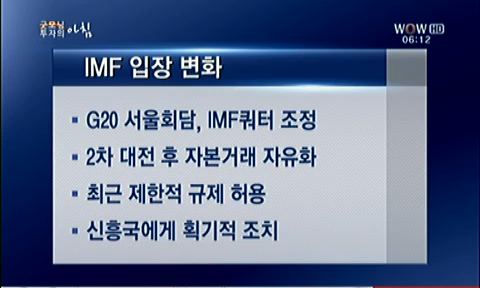 굿모닝
투자의 아침
WOW HD
06:12
IMF 입장 변화
▪ G20 서울회담, IMF쿼터 조정
▪ 2차 대전 후 자본거래 자유화
▪ 최근 제한적 규제 허용
▪ 신흥국에게 획기적 조치